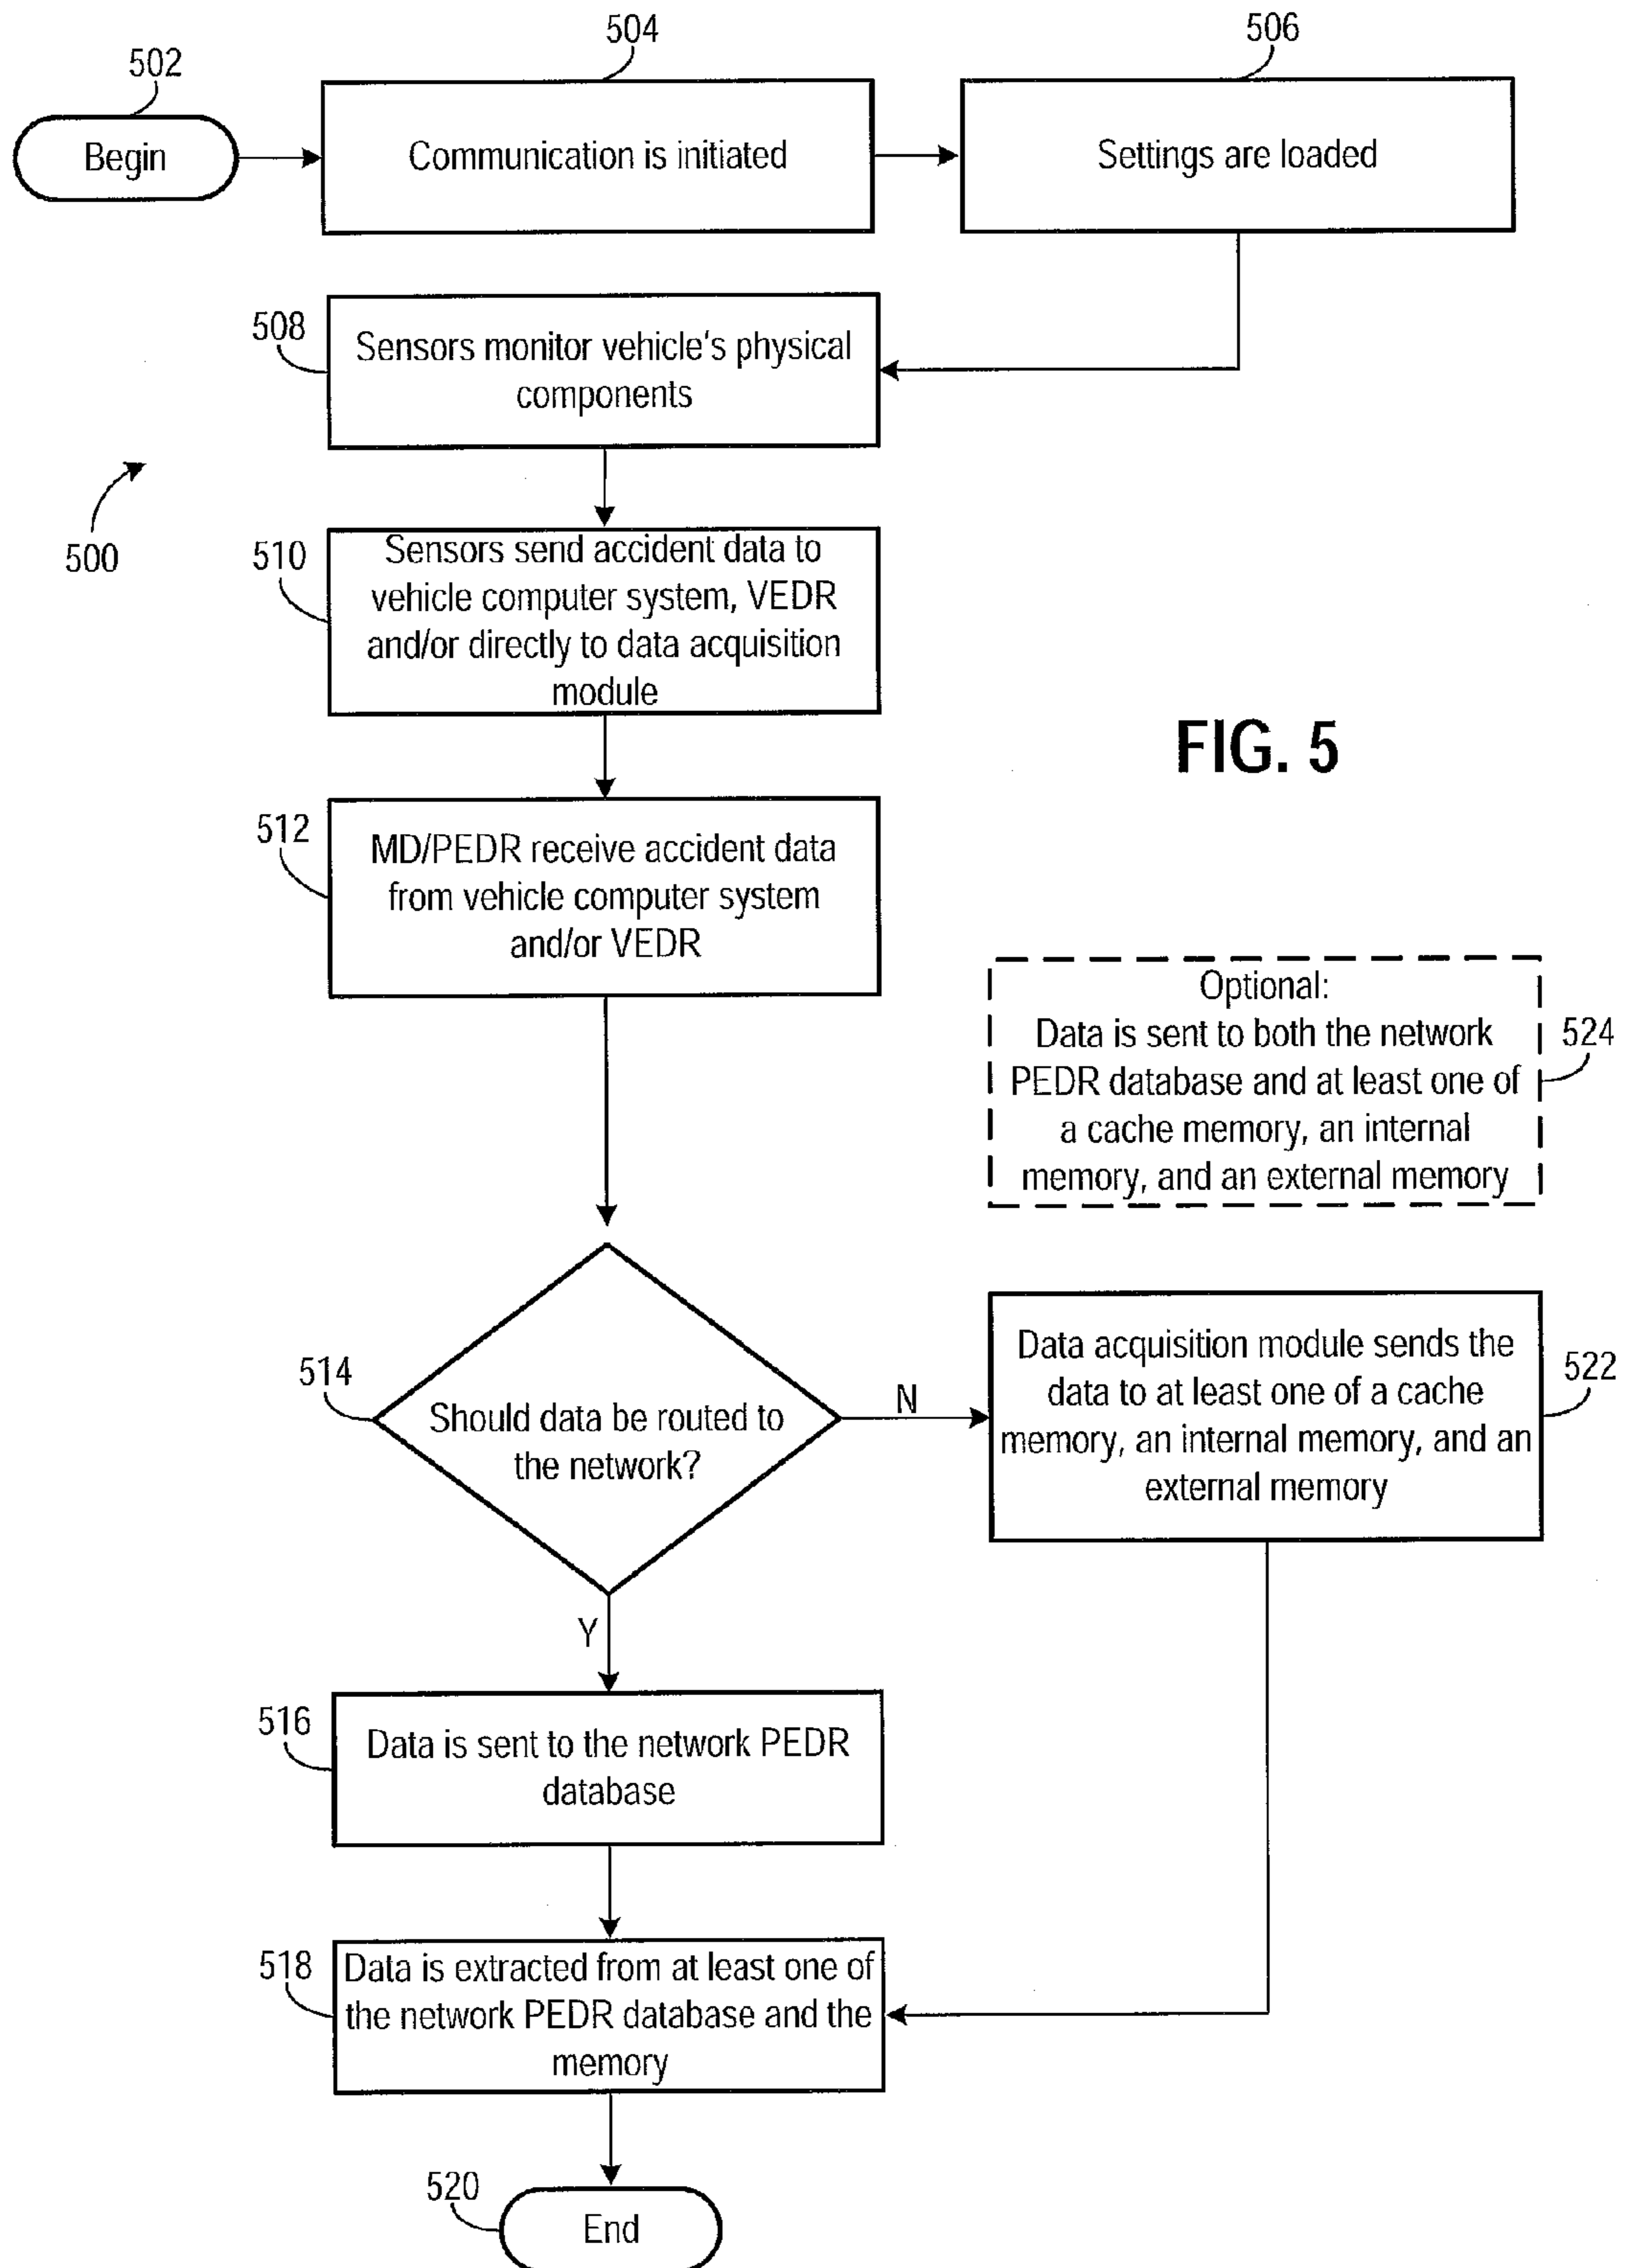 504
506
502
Begin
Communication is initiated
Settings are loaded
508
Sensors monitor vehicle's physical
components
500
510
Sensors send accident data to
vehicle computer system, VEDR
and/or directly to data acquisition
module
FIG. 5
512
MD/PEDR receive accident data
from vehicle computer system
and/or VEDR
Optional:
Data is sent to both the network
PEDR database and at least one of
a cache memory, an internal
memory, and an external memory
524
514
Should data be routed to
the network?
N
Data acquisition module sends the
data to at least one of a cache
memory, an internal memory, and an
external memory
522
Y
516
Data is sent to the network PEDR
database
518
Data is extracted from at least one of
the network PEDR database and the
memory
520
End